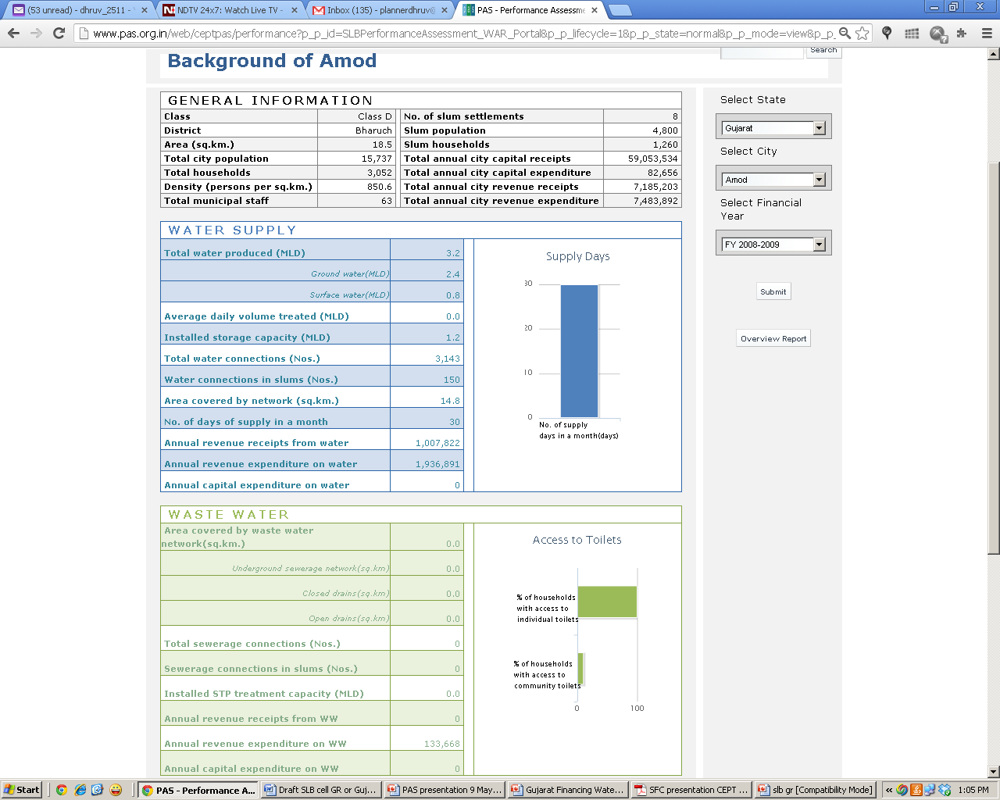 (53 unread) - dhruv_2511 -
NDTV 24x7: Watch Live TV -
Inbox (135) - plannerdhruv@
PAS - Performance Assessm
www.pas.org.in/web/ceptpas/performance?p_p_id=SLBPerformanceAssessment_WAR_Portal&p_p_lifecycle=1&p_p_state=normal&p_p_mode=view&p_p_
Background of Amod
Search
GENERAL INFORMATION
Class Class D No. of slum settlements 8
District Bharuch Slum population 4,800
Area (sq.km.) 18.5 Slum households 1,260
Total city population 15,737 Total annual city capital receipts 59,053,534
Total households 3,052 Total annual city capital expenditure 82,656
Density (persons per sq.km.) 850.6 Total annual city revenue receipts 7,185,203
Total municipal staff 63 Total annual city revenue expenditure 7,483,892
Select State
Gujarat
Select City
Amod
Select Financial
Year
FY 2008-2009
Submit
Overview Report
WATER SUPPLY
Total water produced (MLD) 3.2
Ground water(MLD) 2.4
Surface water(MLD) 0.8
Average daily volume treated (MLD) 0.0
Installed storage capacity (MLD) 1.2
Total water connections (Nos.) 3,143
Water connections in slums (Nos.) 150
Area covered by network (sq.km.) 14.8
No. of days of supply in a month 30
Annual revenue receipts from water 1,007,822
Annual revenue expenditure on water 1,936,891
Annual capital expenditure on water 0
Supply Days
30
20
10
0
No. of supply
days in a month(days)
WASTE WATER
Area covered by waste water
network(sq.km.) 0.0
Underground sewerage network(sq.km) 0.0
Closed drains(sq.km) 0.0
Open drains(sq.km) 0.0
Total sewerage connections (Nos.) 0
Sewerage connections in slums (Nos.) 0
Installed STP treatment capacity (MLD) 0.0
Annual revenue receipts from WW 0
Annual revenue expenditure on WW 133,668
Annual capital expenditure on WW 0
Access to Toilets
% of households
with access to
individual toilets
% of households
with access to
community toilets
0 100
Start
PAS - Performance A...
Draft SLB cell GR or Guj...
PAS presentation 9 May...
Gujarat Financing Wate...
SFC presentation CEPT ...
slb gr [Compatibility Mode]
«
1:05 PM